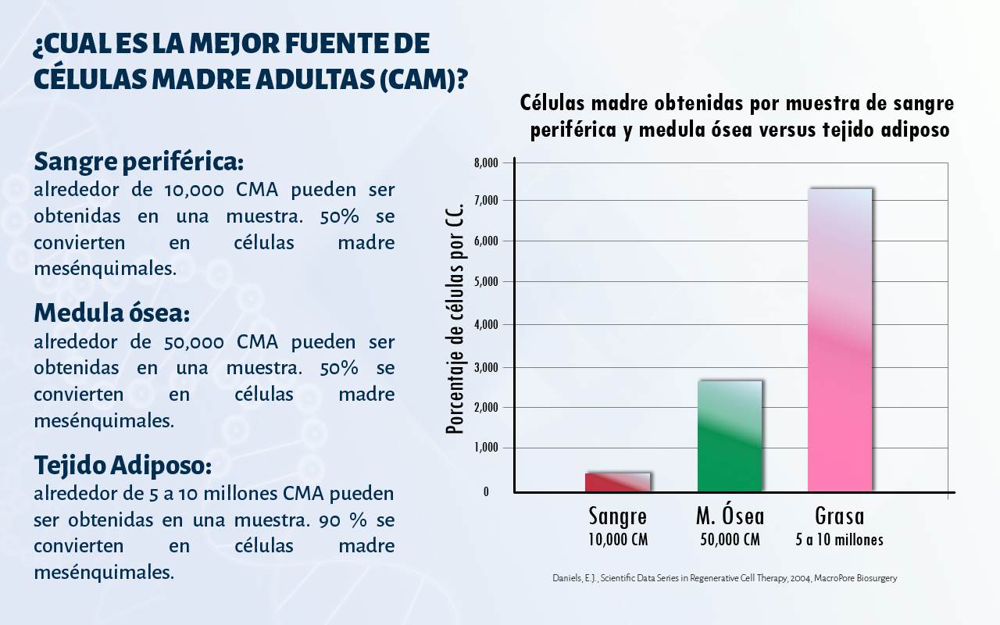 ¿CUAL ES LA MEJOR FUENTE DE
CÉLULAS MADRE ADULTAS (CAM)?
Sangre periférica:
alrededor de 10,000 CMA pueden ser
obtenidas en una muestra. 50% se
convierten en células madre
mesénquimales.
Medula ósea:
alrededor de 50,000 CMA pueden ser
obtenidas en una muestra. 50% se
convierten en células madre
mesénquimales.
Tejido Adiposo:
alrededor de 5 a 10 millones CMA pueden
ser obtenidas en una muestra. 90 % se
convierten en células madre
mesénquimales.
Células madre obtenidas por muestra de sangre
periférica y medula ósea versus tejido adiposo
Porcentaje de células por CC.
8,000
7,000
6,000
5,000
4,000
3,000
2,000
1,000
0
Sangre
10,000 CM
M. Ósea
50,000 CM
Grasa
5 a 10 millones
Daniels, E.J., Scientific Data Series in Regenerative Cell Therapy, 2004, MacroPore Biosurgery